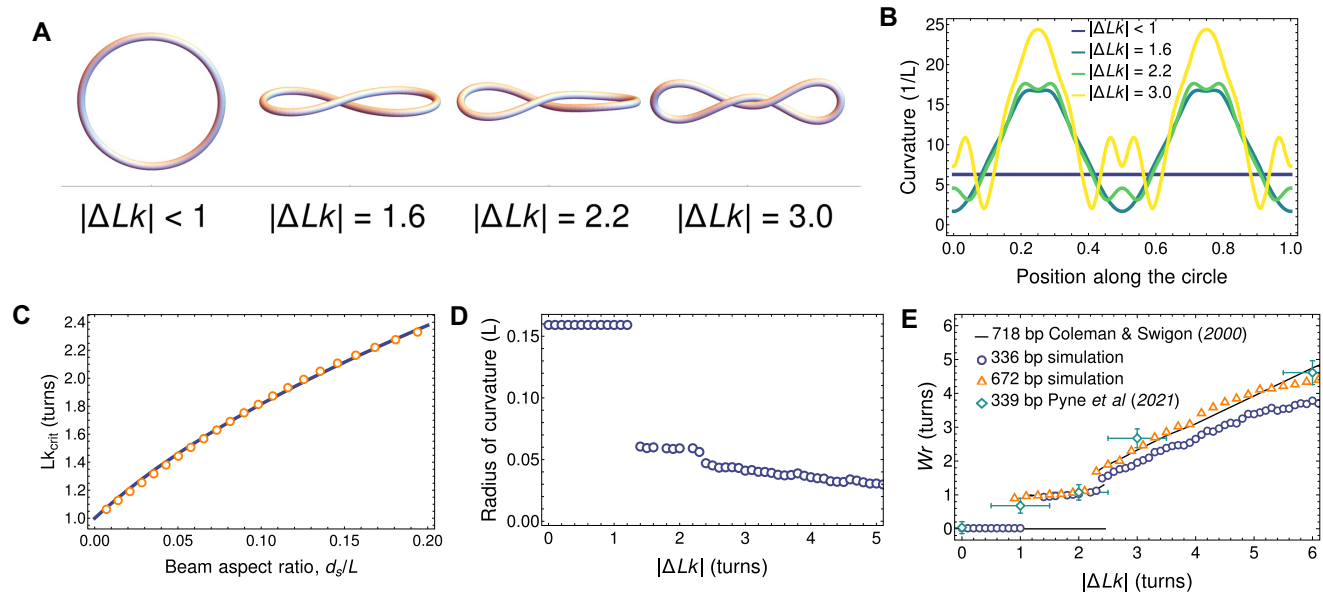 A
|ΔLk| < 1
|ΔLk| = 1.6
|ΔLk| = 2.2
|ΔLk| = 3.0
B
Curvature (1/L)
25
20
15
10
5
0
|ΔLk| < 1
|ΔLk| = 1.6
|ΔLk| = 2.2
|ΔLk| = 3.0
0.0 0.2 0.4 0.6 0.8 1.0
Position along the circle
C
Lkcrit (turns)
2.4
2.2
2.0
1.8
1.6
1.4
1.2
1.0
0.00 0.05 0.10 0.15 0.20
Beam aspect ratio, ds/L
D
Radius of curvature (L)
0.15
0.10
0.05
0.00
0 1 2 3 4 5
|ΔLk| (turns)
E
Wr (turns)
6
5
4
3
2
1
0
718 bp Coleman & Swigon (2000)
336 bp simulation
672 bp simulation
339 bp Pyne et al (2021)
0 1 2 3 4 5 6
|ΔLk| (turns)